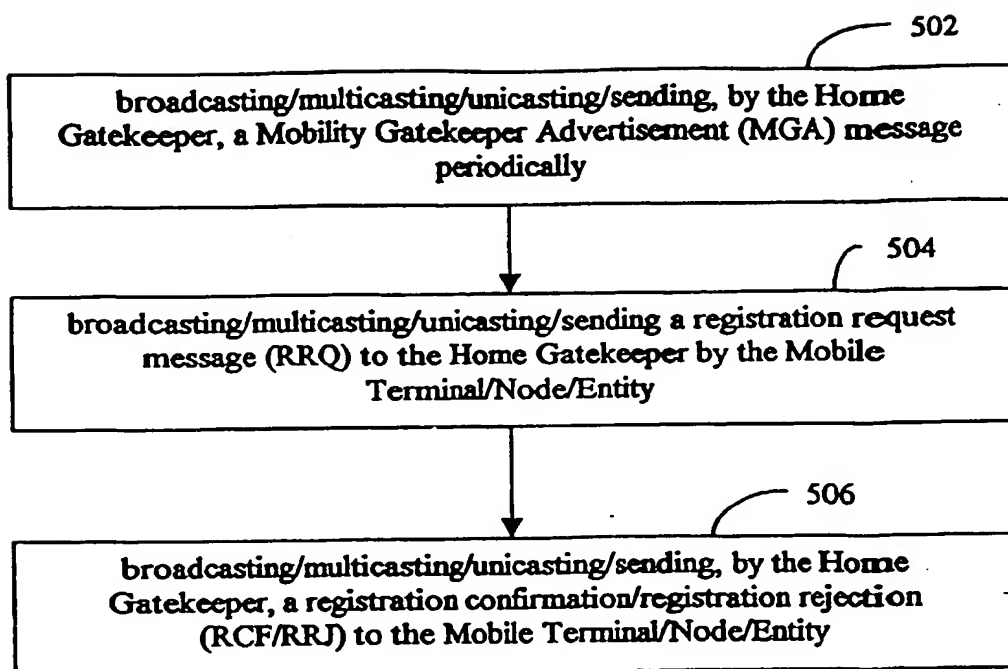 502
broadcasting/multicasting/unicasting/sending, by the Home
Gatekeeper, a Mobility Gatekeeper Advertisement (MGA) message
periodically
504
broadcasting/multicasting/unicasting/sending a registration request
message (RRQ) to the Home Gatekeeper by the Mobile
Terminal/Node/Entity
506
broadcasting/multicasting/unicasting/sending, by the Home
Gatekeeper, a registration confirmation/registration rejection
(RCF/RRJ) to the Mobile Terminal/Node/Entity